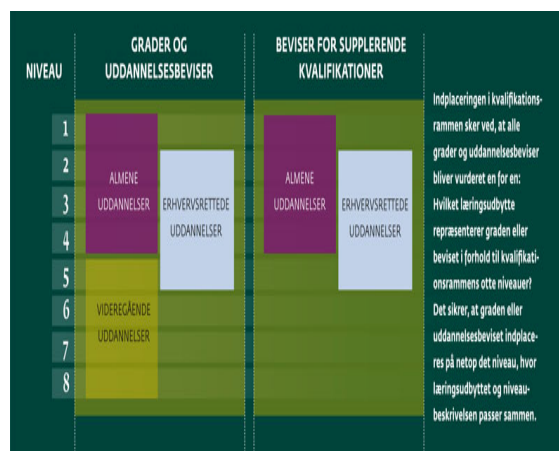 NIVEAU
GRADER OG
UDDANNELSESBEVISER
BEVISER FOR SUPPLERENDE
KVALIFIKATIONER
1
2
3
4
5
6
7
8
ALMENE
UDDANNELSER
ERHVERVSRETTEDE
UDDANNELSER
VIDEREGÅENDE
UDDANNELSER
ALMENE
UDDANNELSER
ERHVERVSRETTEDE
UDDANNELSER
Indplaceringen i kvalifikations-
rammen sker ved, at alle
grader og uddannelsesbeviser
bliver vurderet en for en:
Hvilket læringsudbytte
repræsenterer graden eller
beviset i forhold til kvalifikati-
onsrammens otte niveauer?
Det sikrer, at graden eller
uddannelsesbeviset indplace-
res på netop det niveau, hvor
læringsudbyttet og niveau-
beskrivelsen passer sammen.